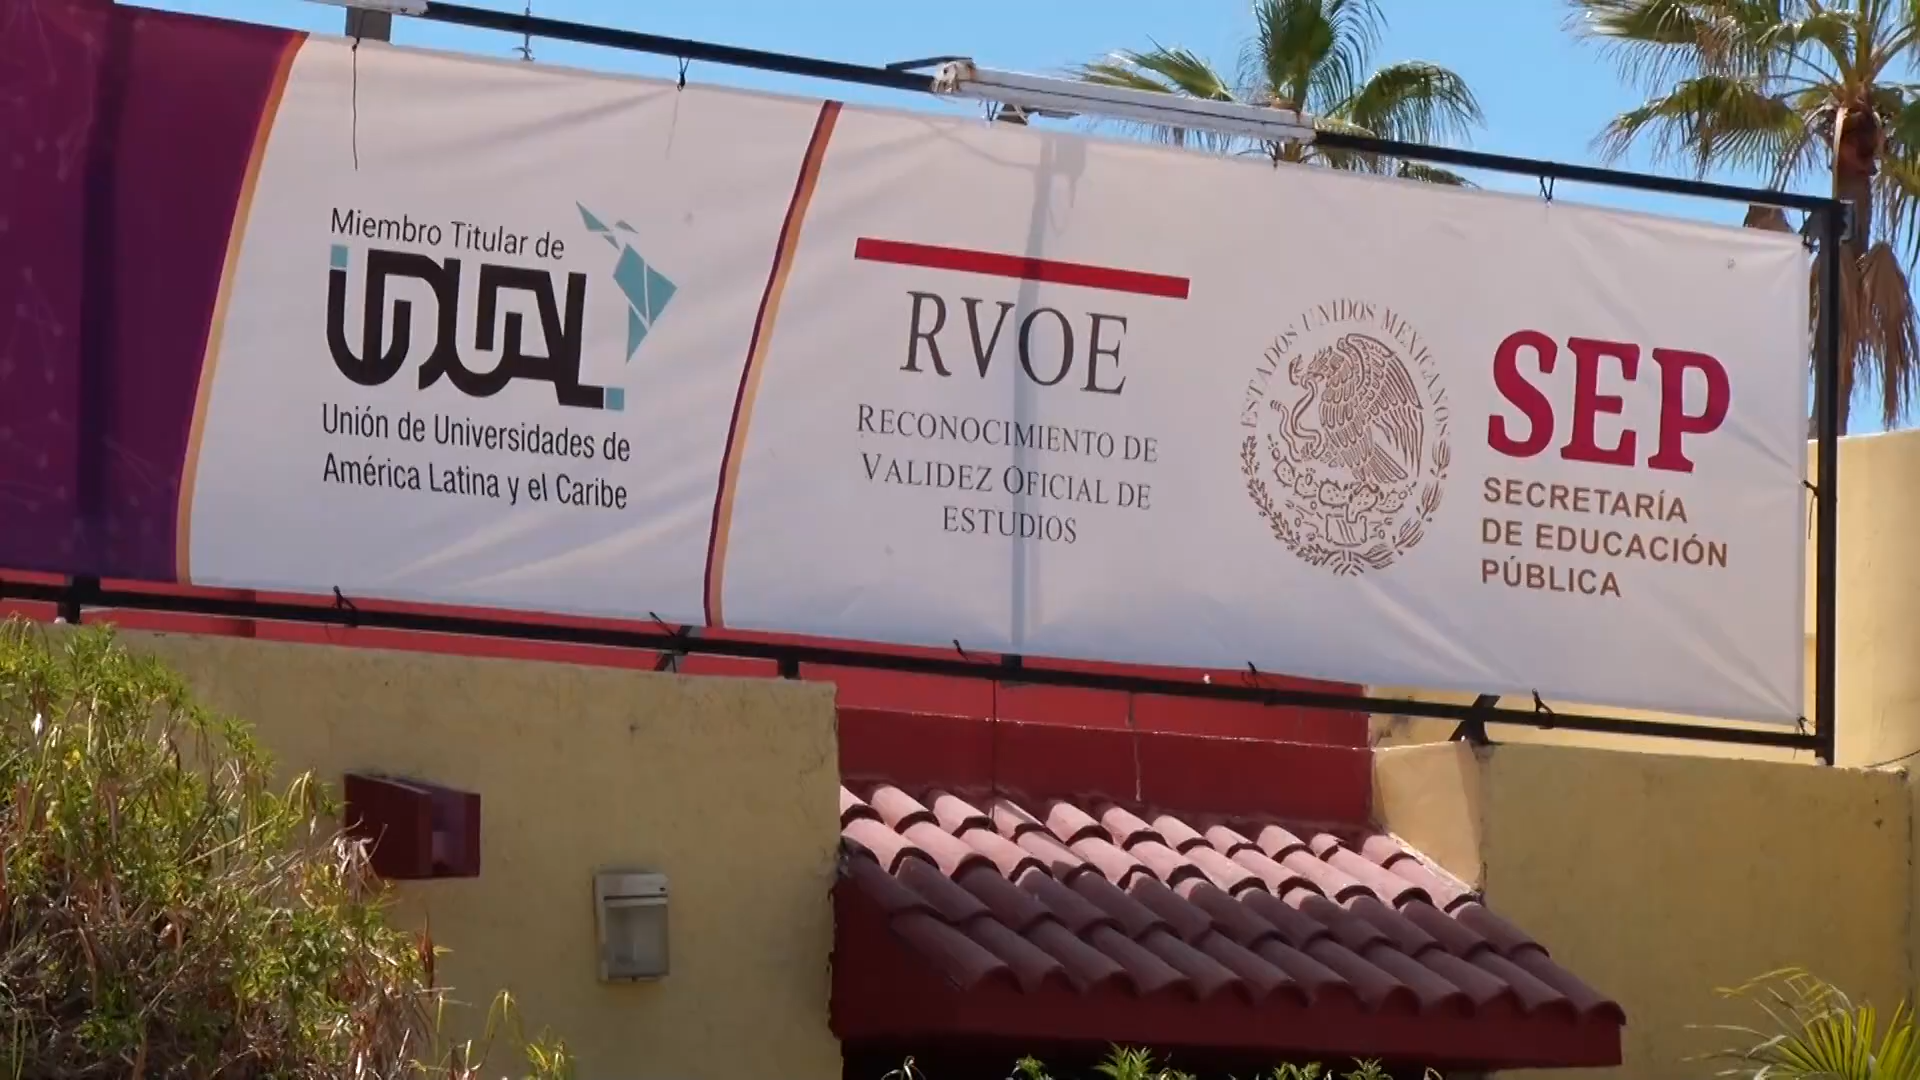 Miembro Titular de
UDUAL
Unión de Universidades de
América Latina y el Caribe
RVOE
RECONOCIMIENTO DE
VALIDEZ OFICIAL DE
ESTUDIOS
ESTADOS UNIDOS MEXICANOS
SEP
SECRETARÍA
DE EDUCACIÓN
PÚBLICA